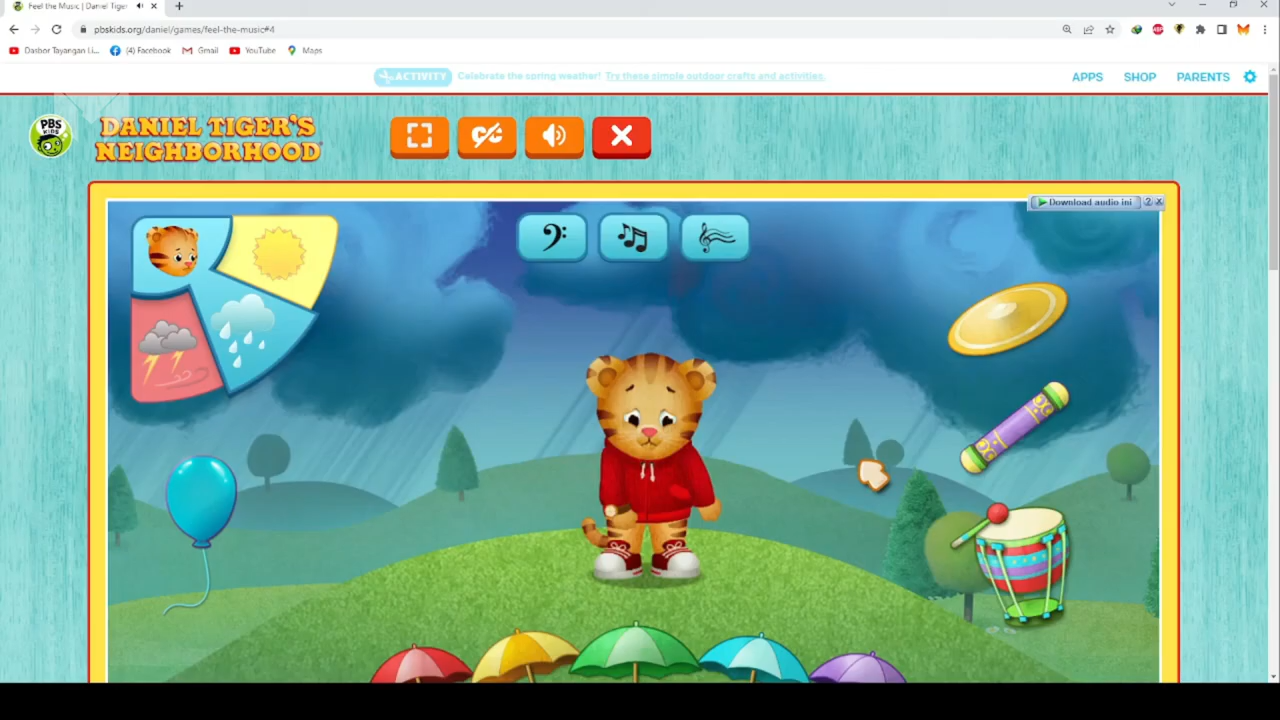 Feel the Music | Daniel Tiger
pbskids.org/daniel/games/feel-the-music#4
Dasbor Tayangan Li...
(4) Facebook
Gmail
YouTube
Maps
ACTIVITY
Celebrate the spring weather! Try these simple outdoor crafts and activities.
APPS
SHOP
PARENTS
PBS
KIDS
DANIEL TIGER'S
NEIGHBORHOOD
Download audio ini